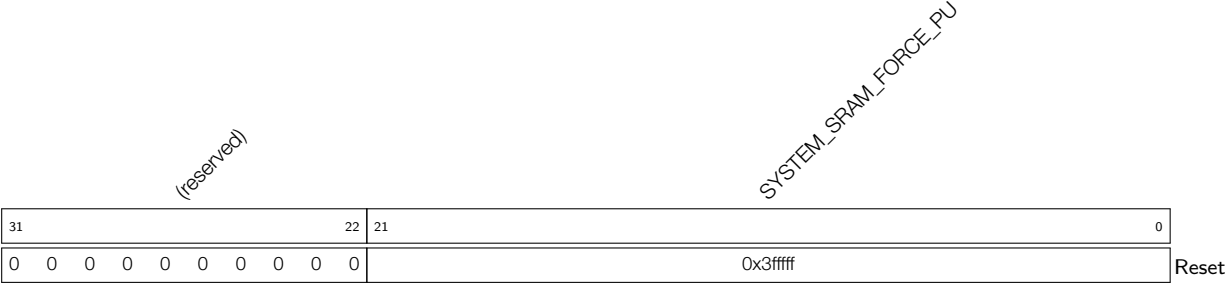 (reserved)
SYSTEM_SRAM_FORCE_PU
31 22 21 0
0 0 0 0 0 0 0 0 0 0 0x3fffff Reset